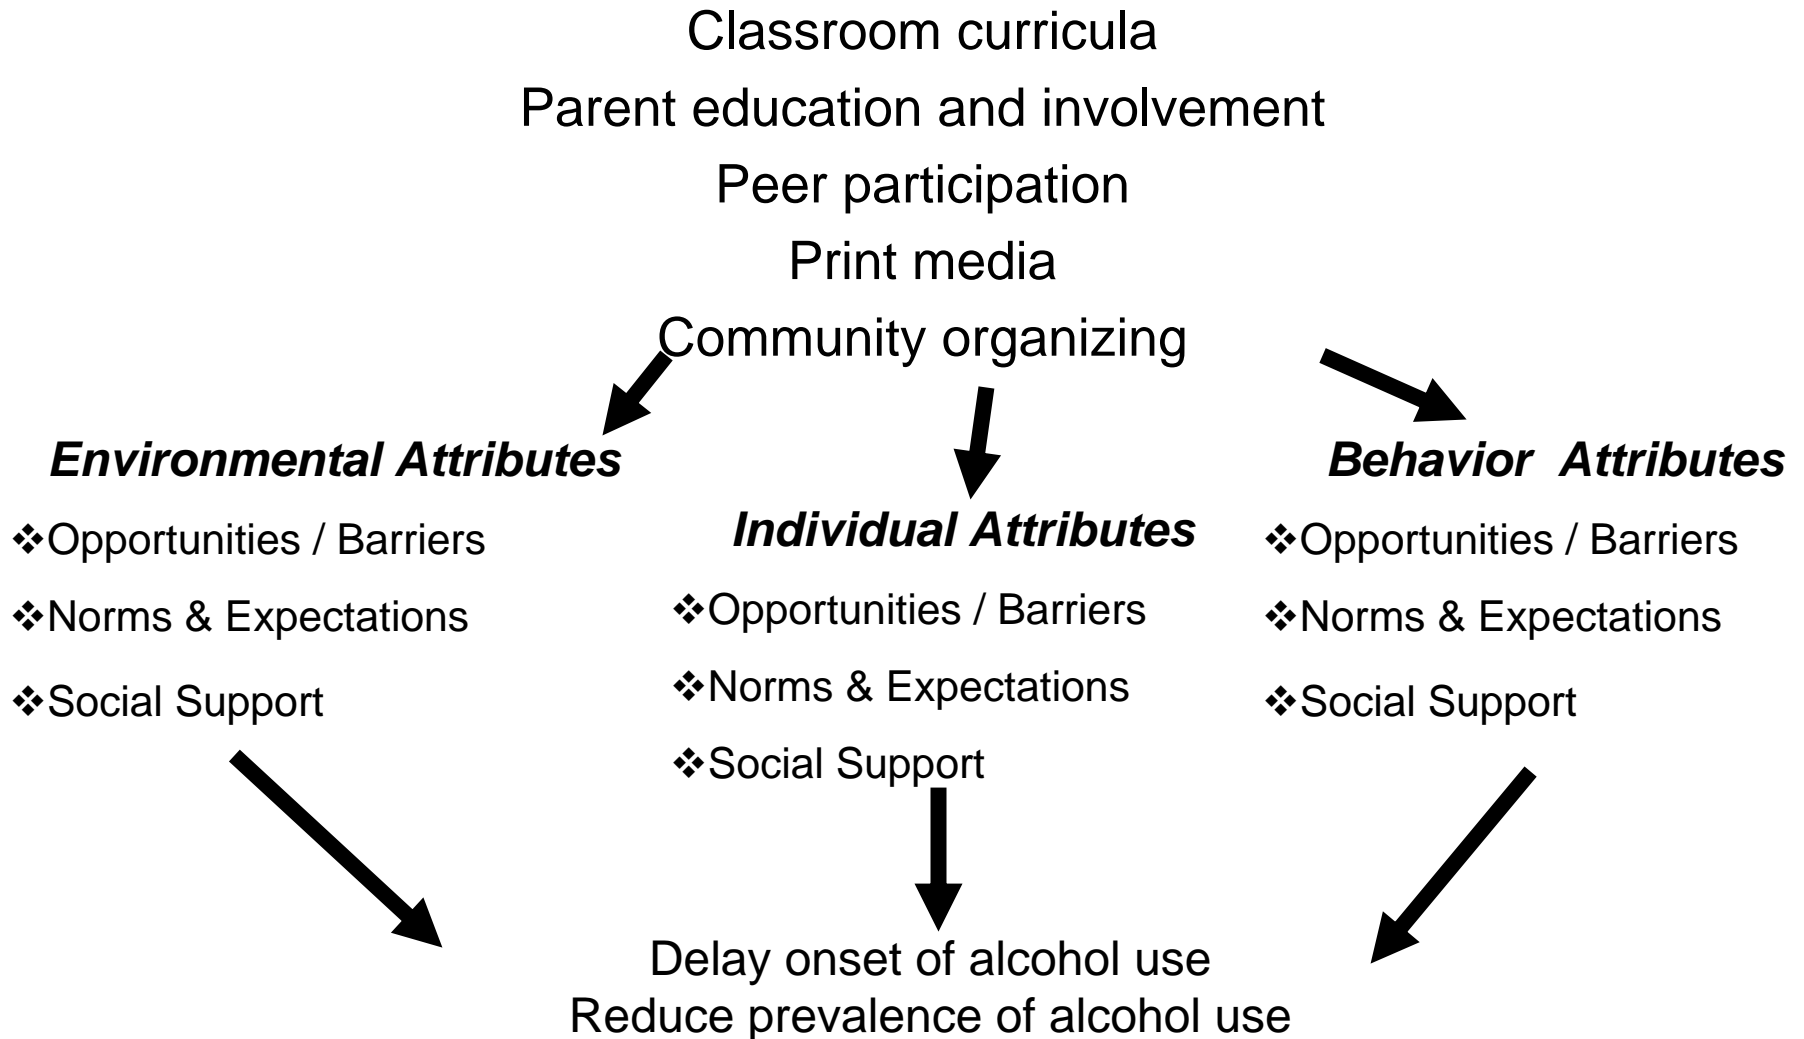 Classroom curricula
Parent education and involvement
Peer participation
Print media
Community organizing
Environmental Attributes
❖Opportunities / Barriers
❖Norms & Expectations
❖Social Support
Individual Attributes
❖Opportunities / Barriers
❖Norms & Expectations
❖Social Support
Behavior  Attributes
❖Opportunities / Barriers
❖Norms & Expectations
❖Social Support
Delay onset of alcohol use
Reduce prevalence of alcohol use